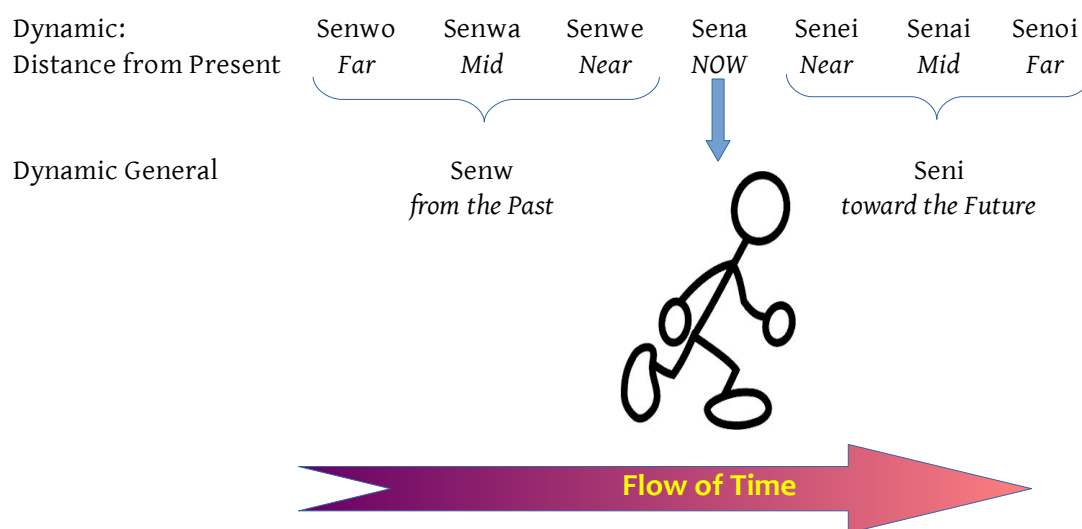 Dynamic: Senwo Senwa Senwe Sena Senei Senai Senoi
Distance from Present Far Mid Near NOW Near Mid Far
Dynamic General Senw Seni
from the Past toward the Future
Flow of Time